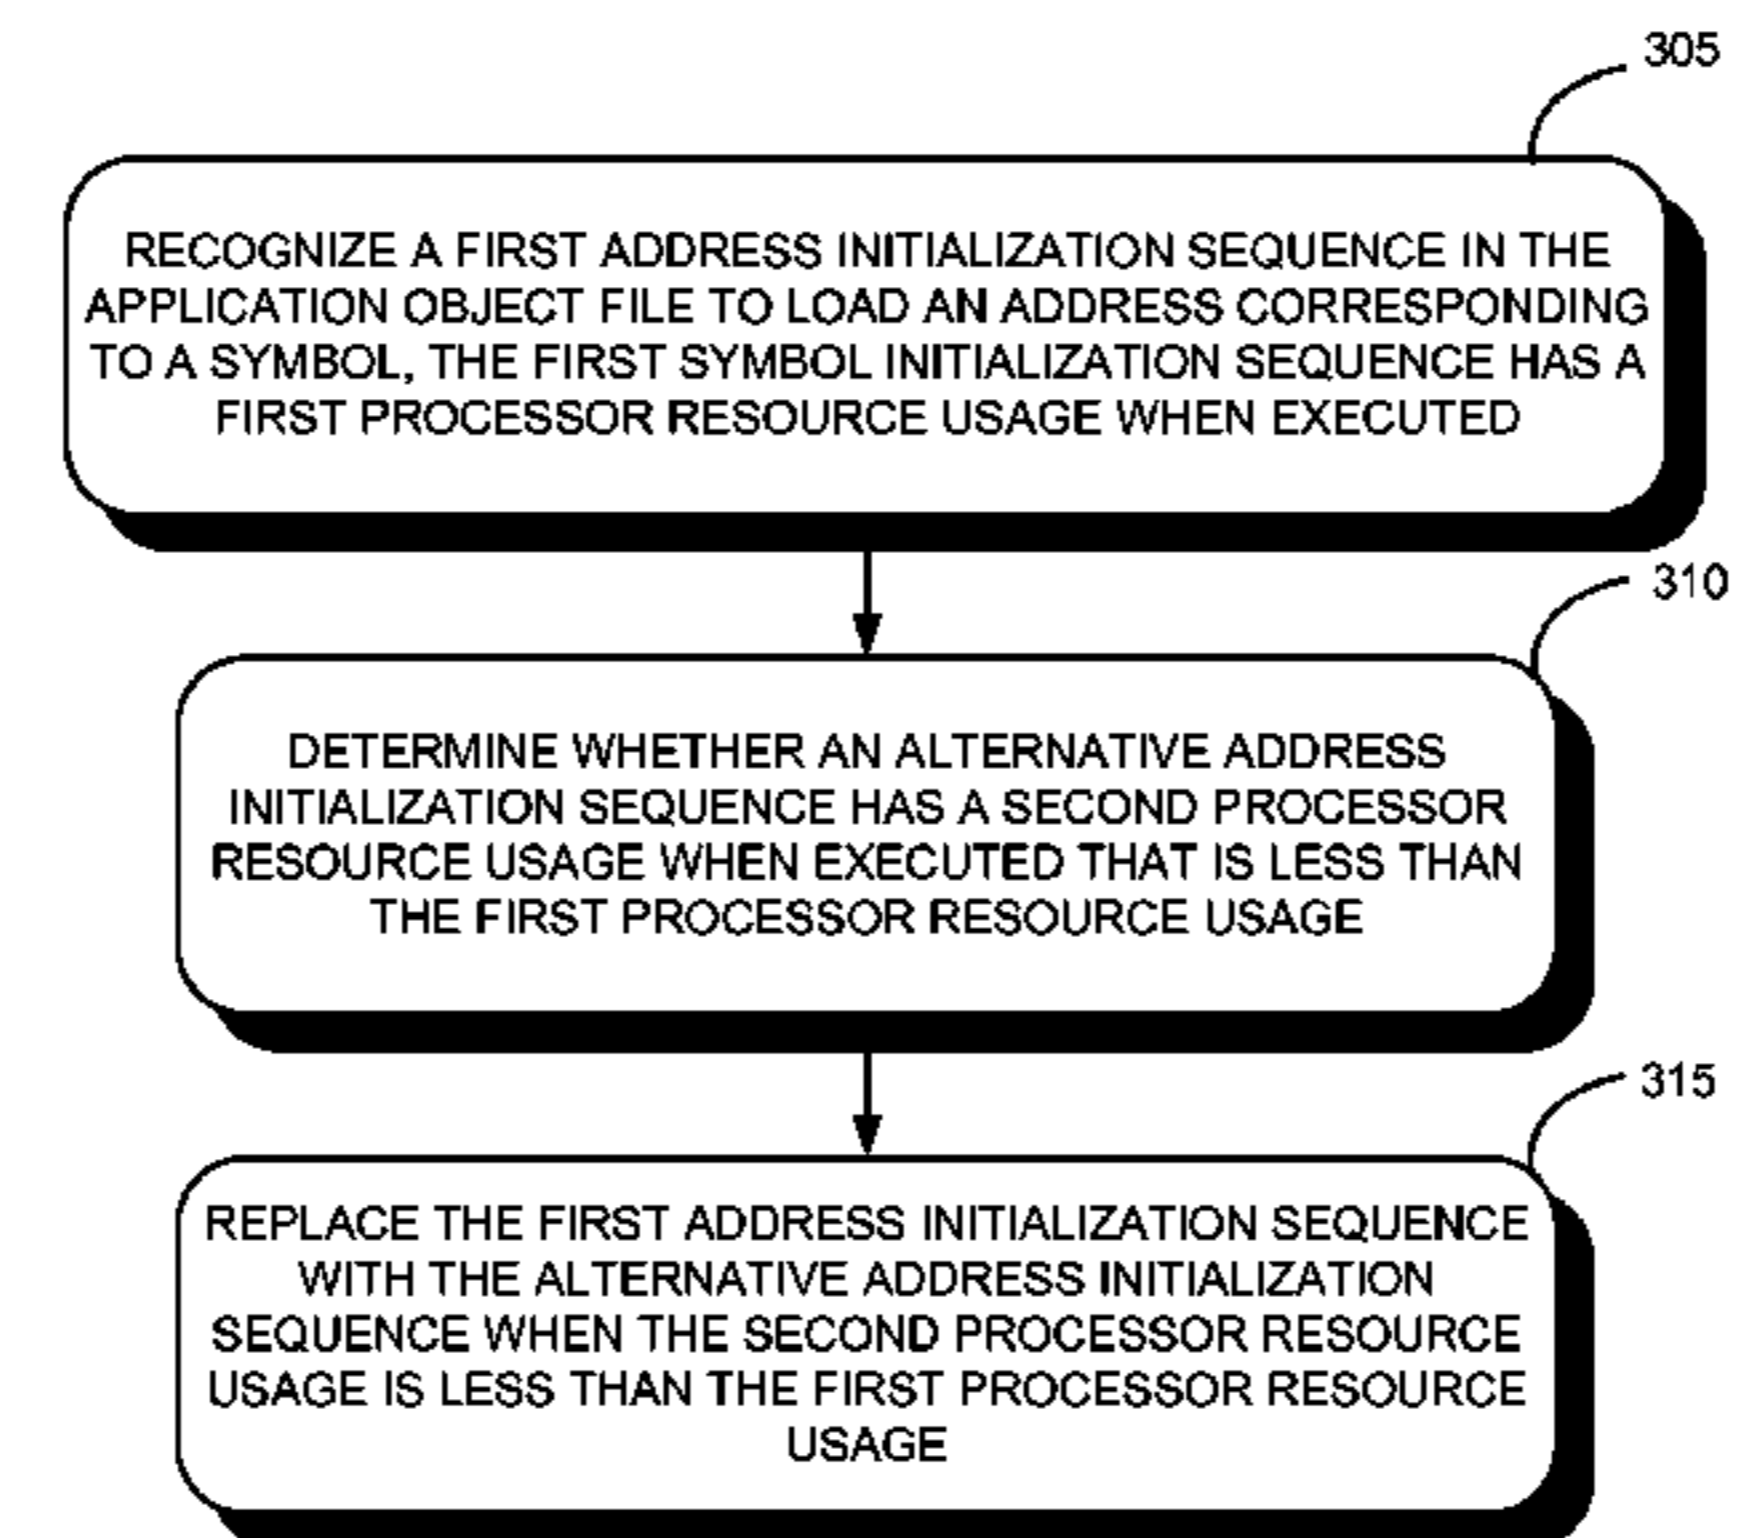 305
RECOGNIZE A FIRST ADDRESS INITIALIZATION SEQUENCE IN THE
APPLICATION OBJECT FILE TO LOAD AN ADDRESS CORRESPONDING
TO A SYMBOL, THE FIRST SYMBOL INITIALIZATION SEQUENCE HAS A
FIRST PROCESSOR RESOURCE USAGE WHEN EXECUTED
310
DETERMINE WHETHER AN ALTERNATIVE ADDRESS
INITIALIZATION SEQUENCE HAS A SECOND PROCESSOR
RESOURCE USAGE WHEN EXECUTED THAT IS LESS THAN
THE FIRST PROCESSOR RESOURCE USAGE
315
REPLACE THE FIRST ADDRESS INITIALIZATION SEQUENCE
WITH THE ALTERNATIVE ADDRESS INITIALIZATION
SEQUENCE WHEN THE SECOND PROCESSOR RESOURCE
USAGE IS LESS THAN THE FIRST PROCESSOR RESOURCE
USAGE